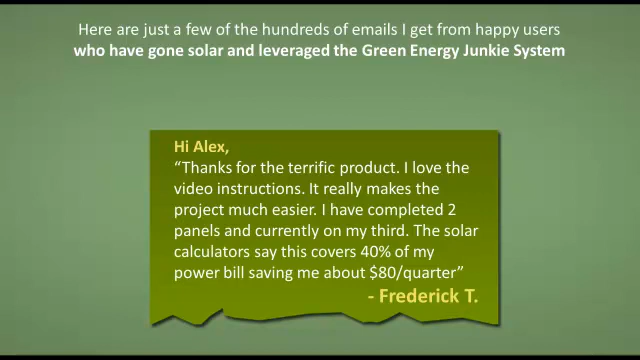 Here are just a few of the hundreds of emails I get from happy users
who have gone solar and leveraged the Green Energy Junkie System
Hi Alex,
“Thanks for the terrific product. I love the
video instructions. It really makes the
project much easier. I have completed 2
panels and currently on my third. The solar
calculators say this covers 40% of my
power bill saving me about $80/quarter”
- Frederick T.